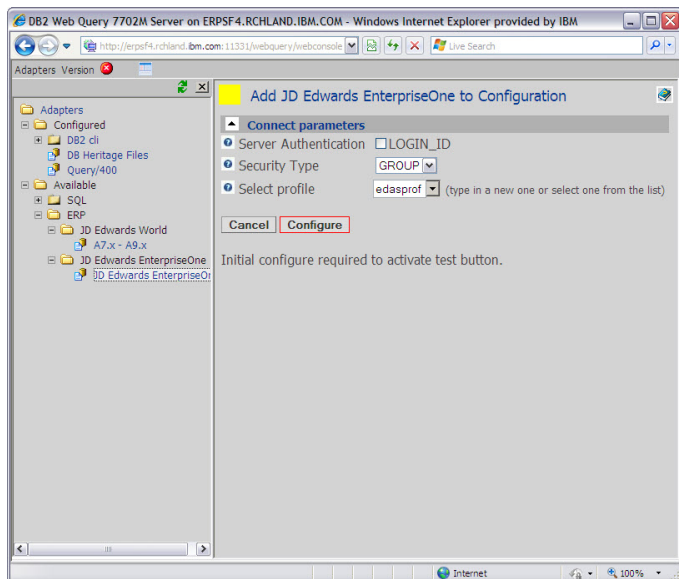 DB2 Web Query 7702M Server on ERPSF4.RCHLAND.IBM.COM - Windows Internet Explorer provided by IBM
http://erpsf4.rchland.ibm.com:11331/webquery/webconsole
Live Search
Adapters Version
Adapters
Configured
DB2 cli
DB Heritage Files
Query/400
Available
SQL
ERP
JD Edwards World
A7.x - A9.x
JD Edwards EnterpriseOne
JD Edwards EnterpriseOr
Add JD Edwards EnterpriseOne to Configuration
Connect parameters
Server Authentication LOGIN_ID
Security Type GROUP
Select profile edasprof (type in a new one or select one from the list)
Cancel Configure
Initial configure required to activate test button.
Internet 100%